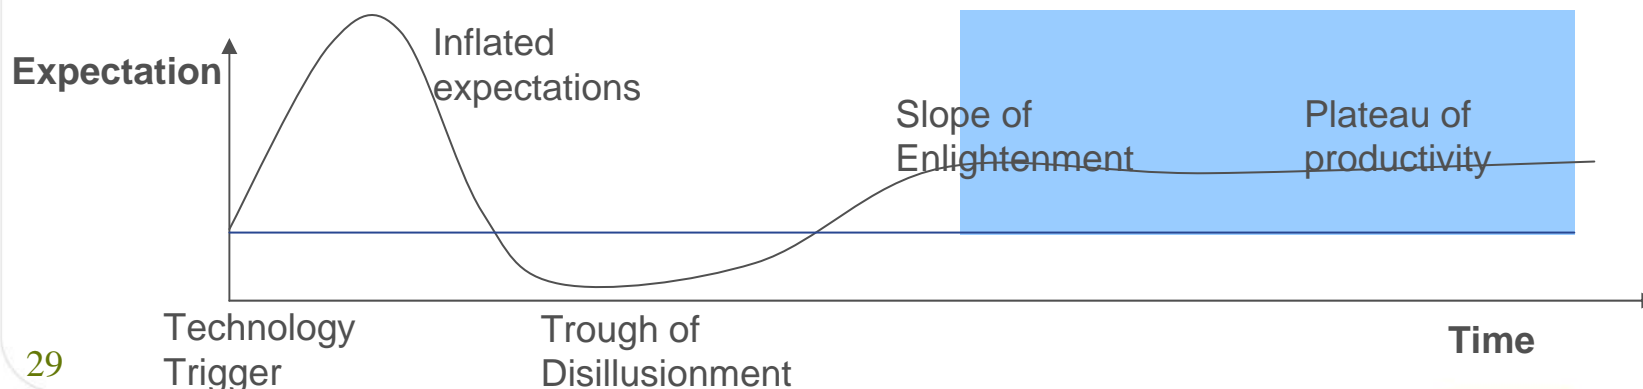 Inflated
expectations
Expectation
Slope of
Enlightenment
Plateau of
productivity
Technology
Trigger
Trough of
Disillusionment
Time
29